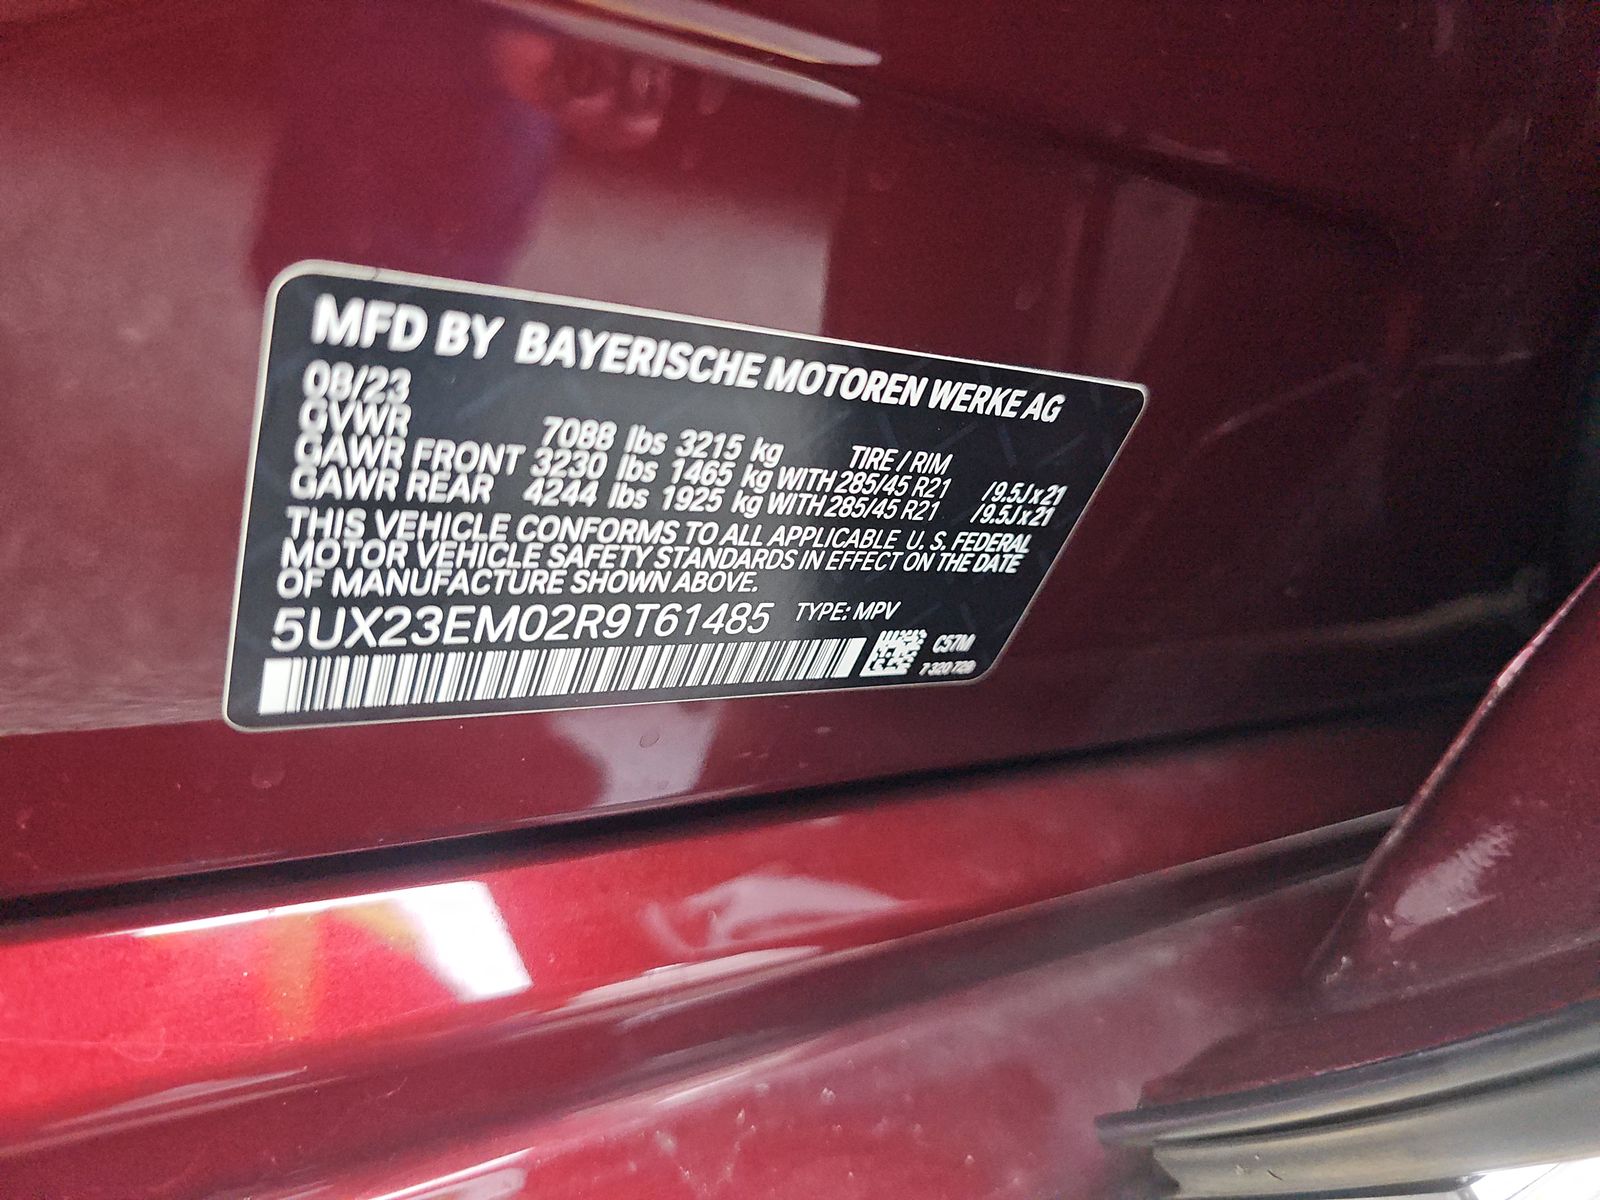 MFD BY BAYERISCHE MOTOREN WERKE AG
08/23
GVWR 7088 lbs 3215 kg TIRE / RIM
GAWR FRONT 3230 lbs 1465 kg WITH 285/45 R21 /9.5J x 21
GAWR REAR 4244 lbs 1925 kg WITH 285/45 R21 /9.5J x 21
THIS VEHICLE CONFORMS TO ALL APPLICABLE U. S. FEDERAL
MOTOR VEHICLE SAFETY STANDARDS IN EFFECT ON THE DATE
OF MANUFACTURE SHOWN ABOVE.
5UX23EM02R9T61485 TYPE: MPV
C57M